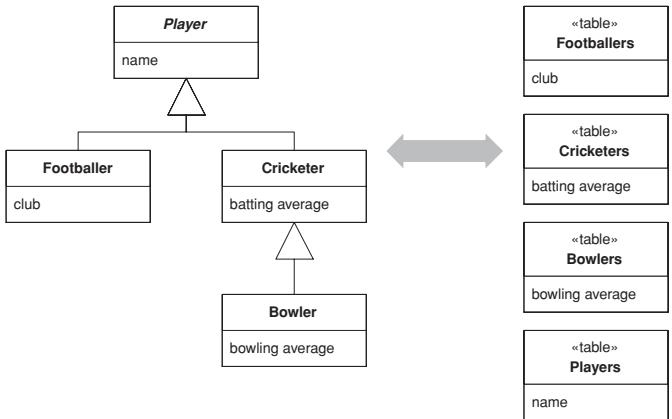 Player
name
Footballer
club
Cricketer
batting average
Bowler
bowling average
«table»
Footballers
club
«table»
Cricketers
batting average
«table»
Bowlers
bowling average
«table»
Players
name